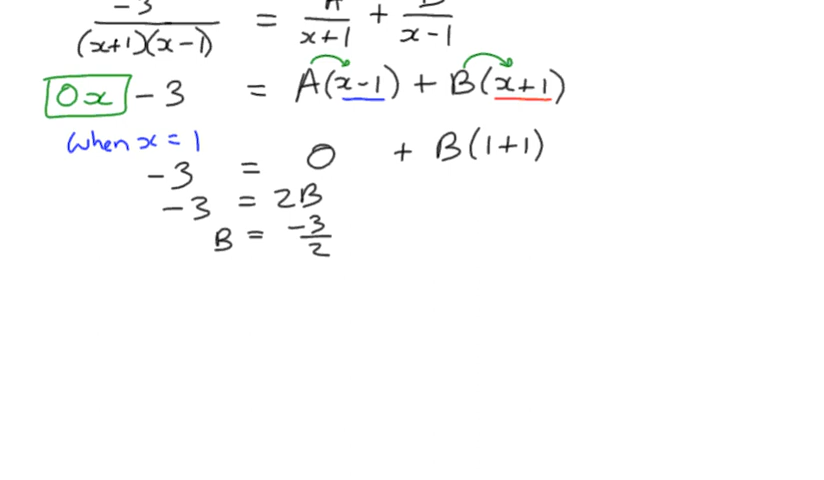 -3/((x+1)(x-1)) = A/(x+1) + B/(x-1)
0x - 3 = A(x-1) + B(x+1)
when x = 1
-3 = 0 + B(1+1)
-3 = 2B
B = -3/2